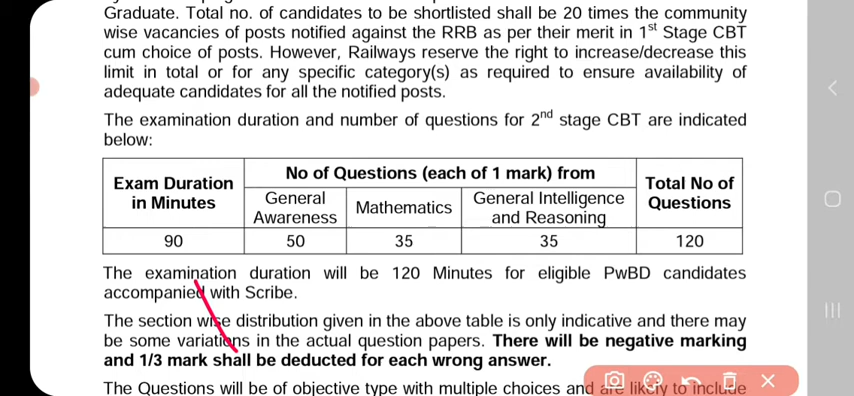 Graduate. Total no. of candidates to be shortlisted shall be 20 times the community
wise vacancies of posts notified against the RRB as per their merit in 1st Stage CBT
cum choice of posts. However, Railways reserve the right to increase/decrease this
limit in total or for any specific category(s) as required to ensure availability of
adequate candidates for all the notified posts.
The examination duration and number of questions for 2nd stage CBT are indicated
below:
Exam Duration in Minutes
No of Questions (each of 1 mark) from
Total No of Questions
General Awareness
Mathematics
General Intelligence and Reasoning
90 50 35 35 120
The examination duration will be 120 Minutes for eligible PwBD candidates
accompanied with Scribe.
The section wise distribution given in the above table is only indicative and there may
be some variations in the actual question papers. There will be negative marking
and 1/3 mark shall be deducted for each wrong answer.
The Questions will be of objective type with multiple choices and are likely to include